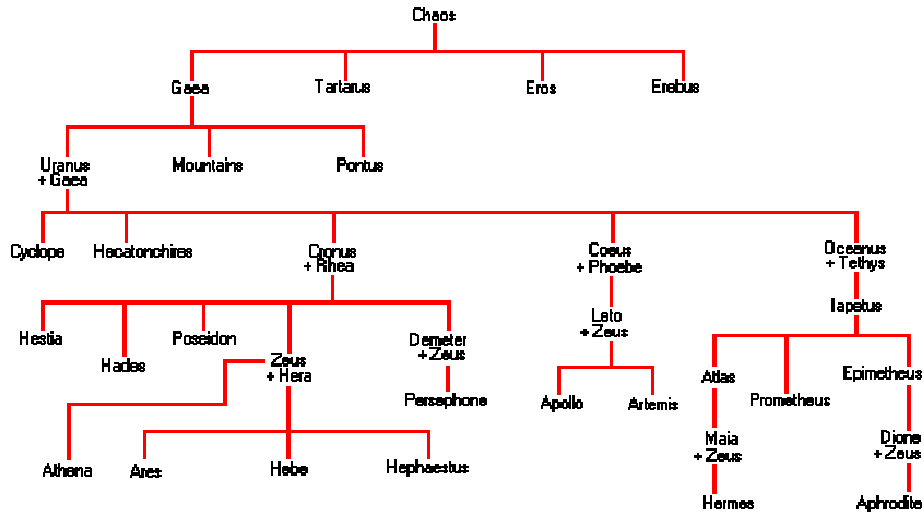 Chaos
Gaea Tartarus Eros Erebus
Uranus + Gaea Mountains Pontus
Cyclope Hecatonchires Cronus + Rhea Coeus + Phoebe Oceanus + Tethys
Hestia Hades Poseidon Zeus + Hera Demeter + Zeus Leto + Zeus Iapetus
Persephone Apollo Artemis Atlas Prometheus Epimetheus
Athena Ares Hebe Hephaestus Maia + Zeus Dione + Zeus
Hermes Aphrodite